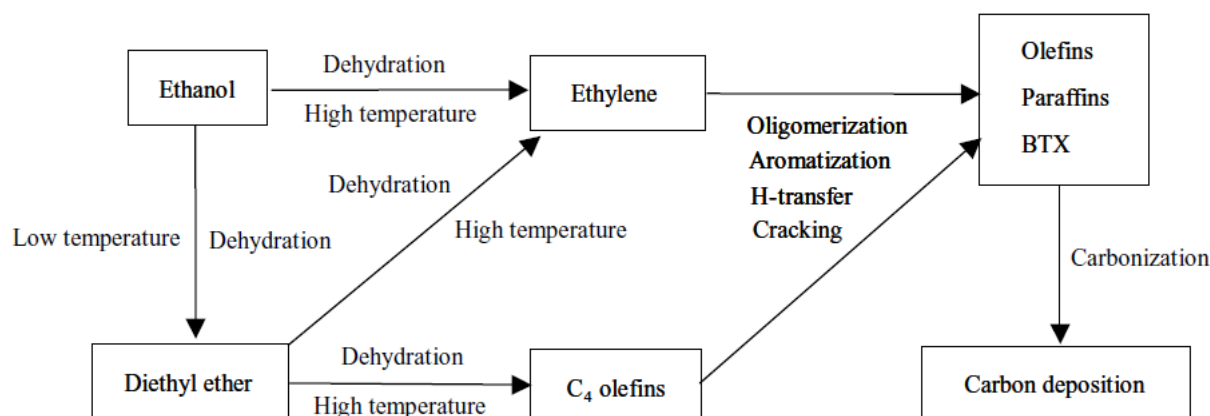 Ethanol
Dehydration
High temperature
Ethylene
Olefins
Paraffins
BTX
Oligomerization
Aromatization
H-transfer
Cracking
Dehydration
High temperature
Low temperature
Dehydration
Carbonization
Diethyl ether
Dehydration
High temperature
C₄ olefins
Carbon deposition